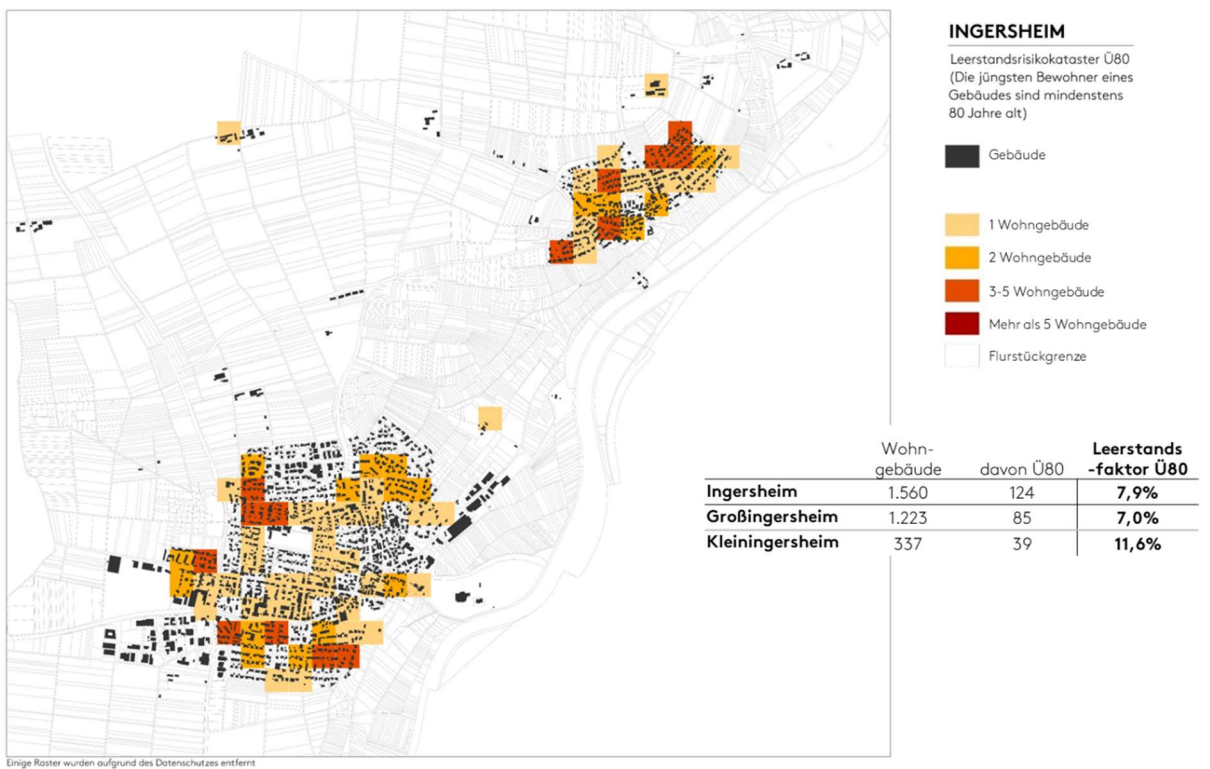 INGERSHEIM
Leerstandsrisikokataster Ü80
(Die jüngsten Bewohner eines
Gebäudes sind mindestens
80 Jahre alt)
Gebäude
1 Wohngebäude
2 Wohngebäude
3-5 Wohngebäude
Mehr als 5 Wohngebäude
Flurstückgrenze
Wohn-
gebäude davon Ü80 Leerstands
-faktor Ü80
Ingersheim 1.560 124 7,9%
Großingersheim 1.223 85 7,0%
Kleiningersheim 337 39 11,6%
Einige Raster wurden aufgrund des Datenschutzes entfernt